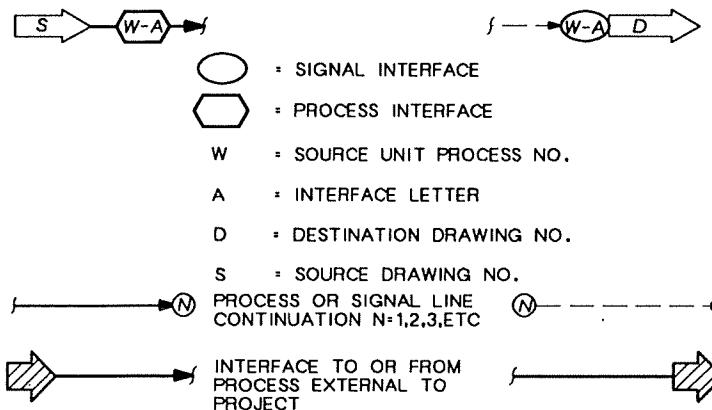 S W-A W-A D
= SIGNAL INTERFACE
= PROCESS INTERFACE
W = SOURCE UNIT PROCESS NO.
A = INTERFACE LETTER
D = DESTINATION DRAWING NO.
S = SOURCE DRAWING NO.
N PROCESS OR SIGNAL LINE N
CONTINUATION N=1,2,3,ETC
INTERFACE TO OR FROM
PROCESS EXTERNAL TO
PROJECT